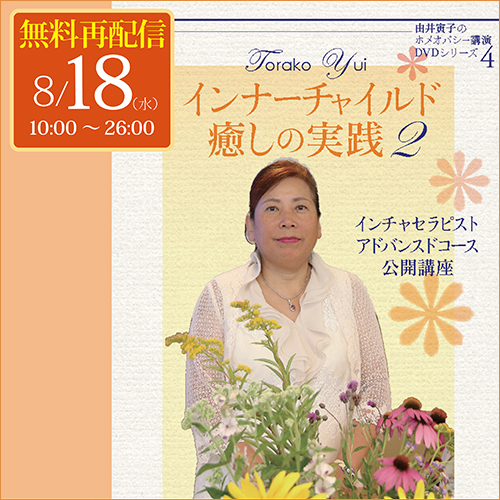 無料再配信
8/18(水)
10:00 ～ 26:00
由井寅子の
ホメオパシー講演
DVDシリーズ4
Torako Yui
インナーチャイルド
癒しの実践2
インチャセラピスト
アドバンスドコース
公開講座